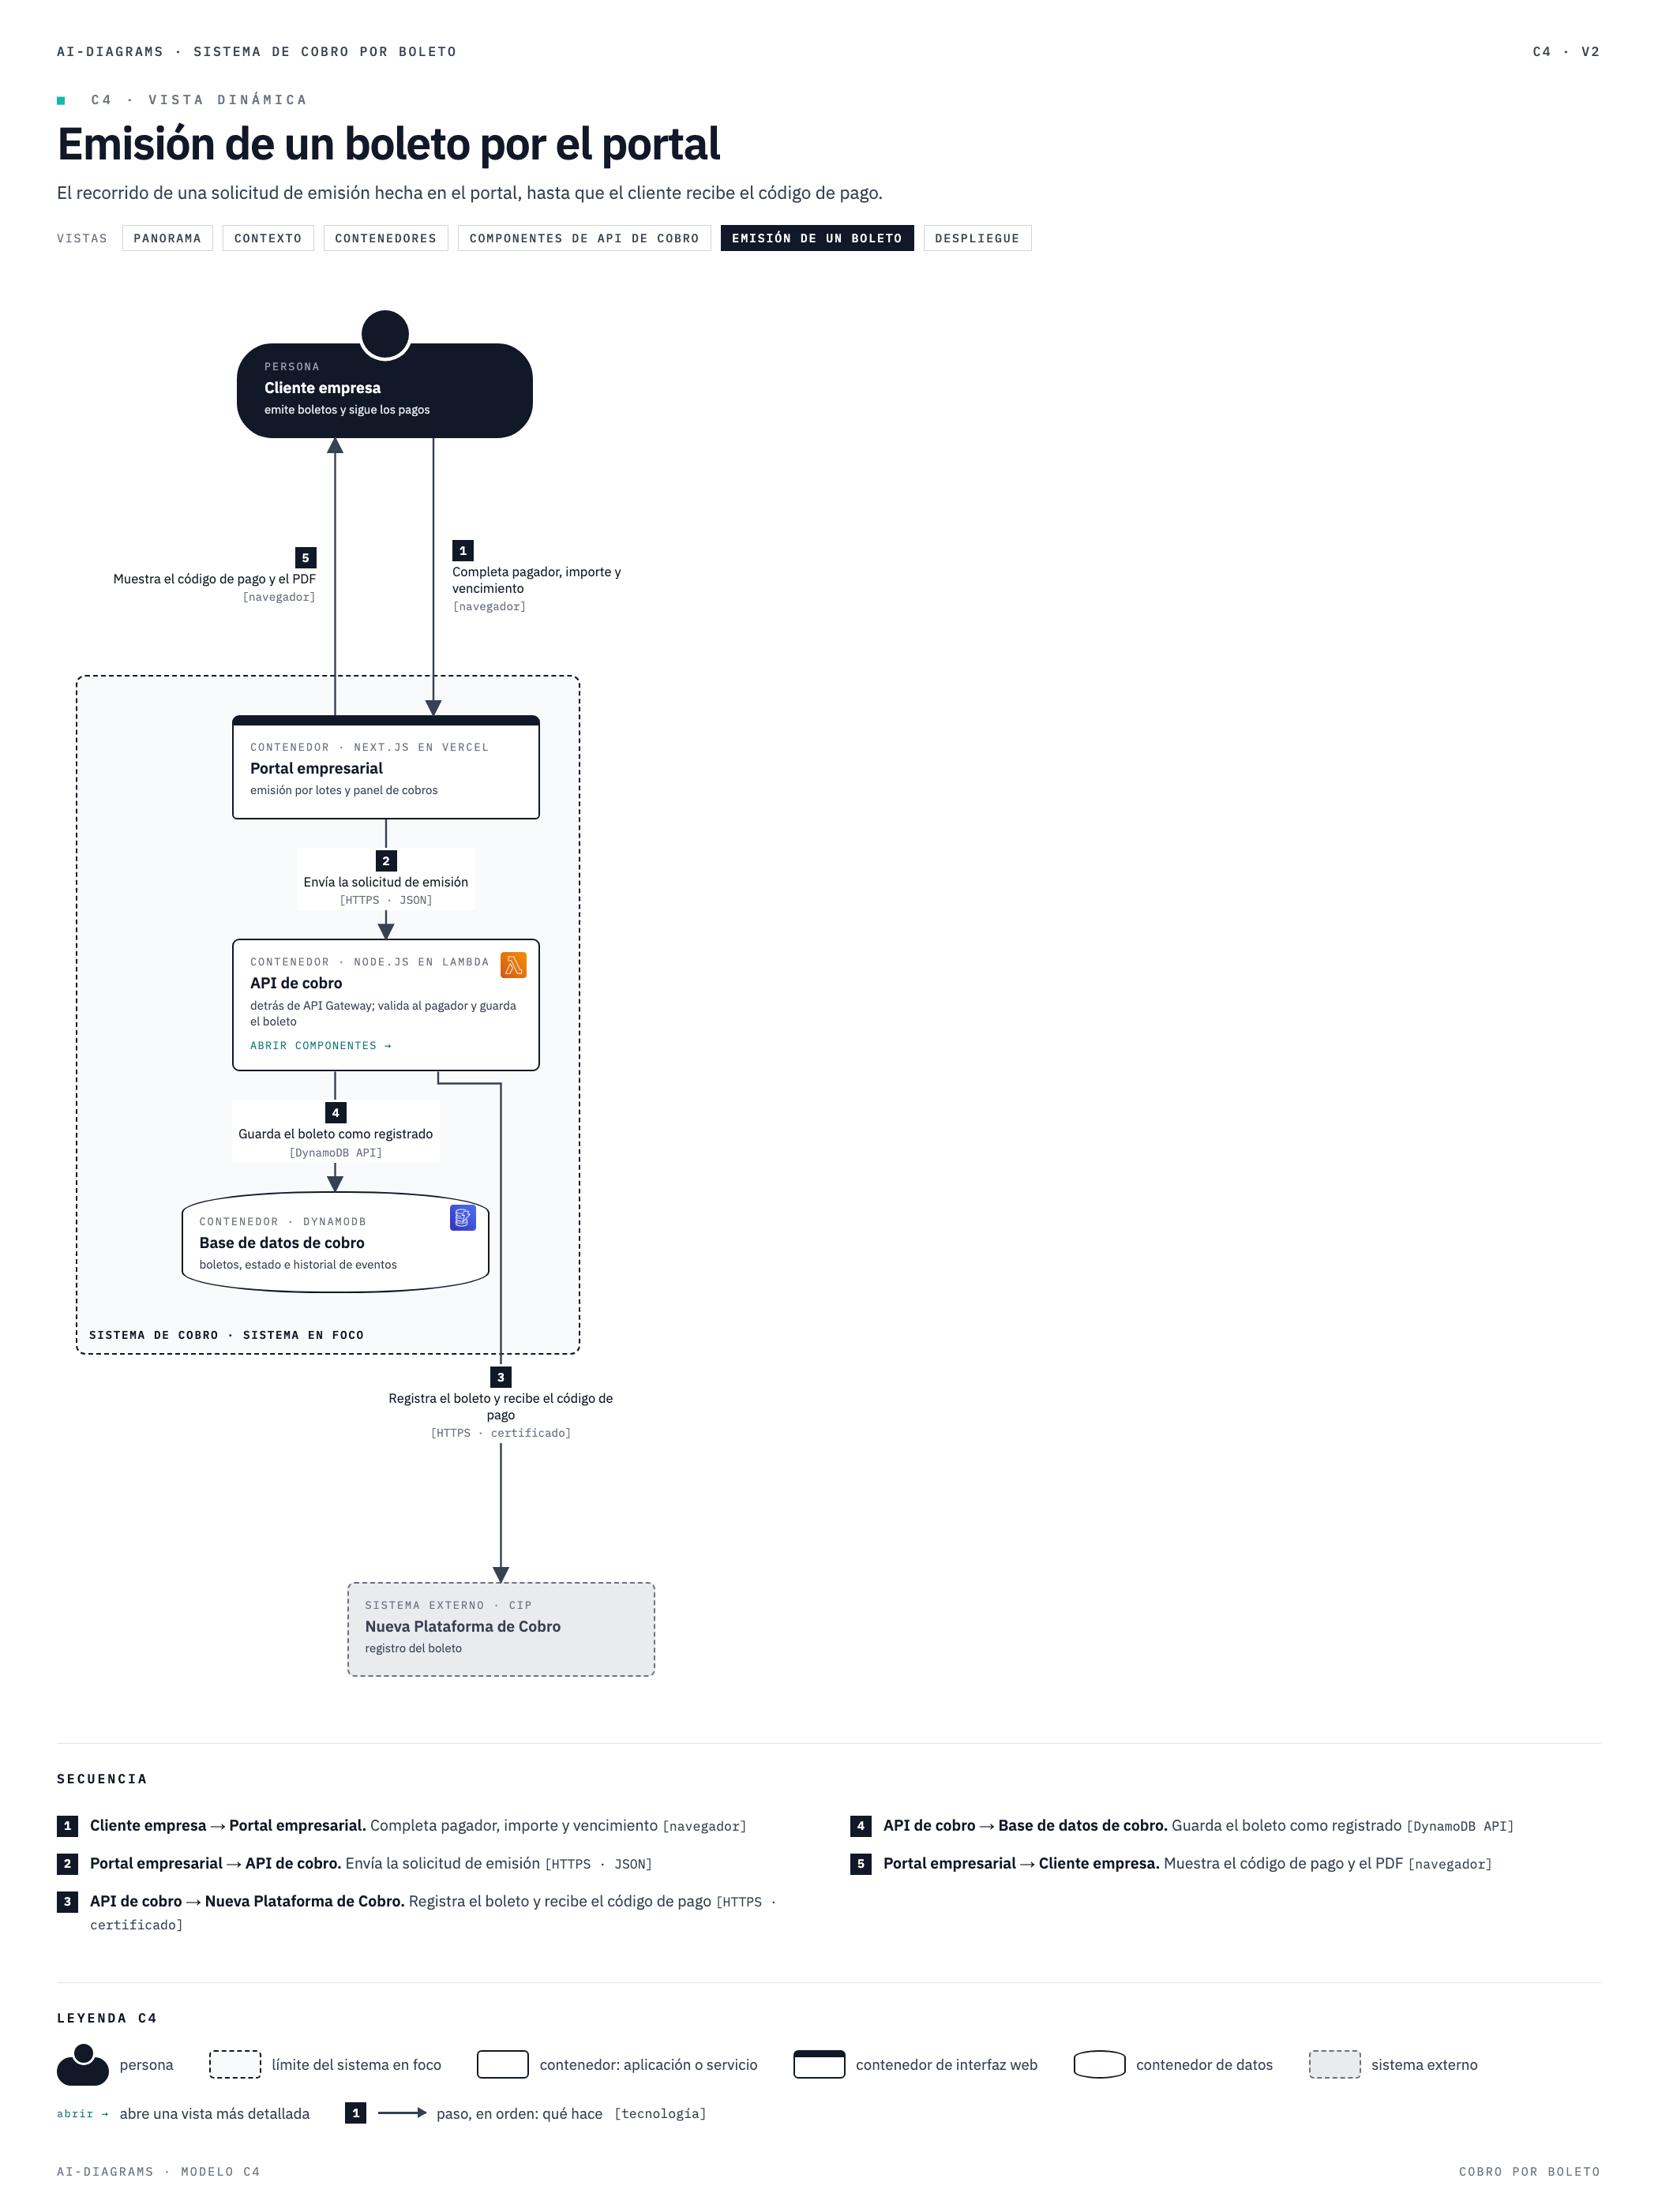 AI-DIAGRAMS · SISTEMA DE COBRO POR BOLETO
C4 · V2
C4 · VISTA DINÁMICA
Emisión de un boleto por el portal
El recorrido de una solicitud de emisión hecha en el portal, hasta que el cliente recibe el código de pago.
VISTAS PANORAMA CONTEXTO CONTENEDORES COMPONENTES DE API DE COBRO EMISIÓN DE UN BOLETO DESPLIEGUE
PERSONA
Cliente empresa
emite boletos y sigue los pagos
5
Muestra el código de pago y el PDF
[navegador]
1
Completa pagador, importe y
vencimiento
[navegador]
CONTENEDOR · NEXT.JS EN VERCEL
Portal empresarial
emisión por lotes y panel de cobros
2
Envía la solicitud de emisión
[HTTPS · JSON]
CONTENEDOR · NODE.JS EN LAMBDA
API de cobro
detrás de API Gateway; valida al pagador y guarda
el boleto
ABRIR COMPONENTES →
4
Guarda el boleto como registrado
[DynamoDB API]
CONTENEDOR · DYNAMODB
Base de datos de cobro
boletos, estado e historial de eventos
SISTEMA DE COBRO · SISTEMA EN FOCO
3
Registra el boleto y recibe el código de
pago
[HTTPS · certificado]
SISTEMA EXTERNO · CIP
Nueva Plataforma de Cobro
registro del boleto
SECUENCIA
1 Cliente empresa → Portal empresarial. Completa pagador, importe y vencimiento [navegador]
2 Portal empresarial → API de cobro. Envía la solicitud de emisión [HTTPS · JSON]
3 API de cobro → Nueva Plataforma de Cobro. Registra el boleto y recibe el código de pago [HTTPS ·
certificado]
4 API de cobro → Base de datos de cobro. Guarda el boleto como registrado [DynamoDB API]
5 Portal empresarial → Cliente empresa. Muestra el código de pago y el PDF [navegador]
LEYENDA C4
persona
límite del sistema en foco
contenedor: aplicación o servicio
contenedor de interfaz web
contenedor de datos
sistema externo
abrir → abre una vista más detallada
1 paso, en orden: qué hace [tecnología]
AI-DIAGRAMS · MODELO C4
COBRO POR BOLETO